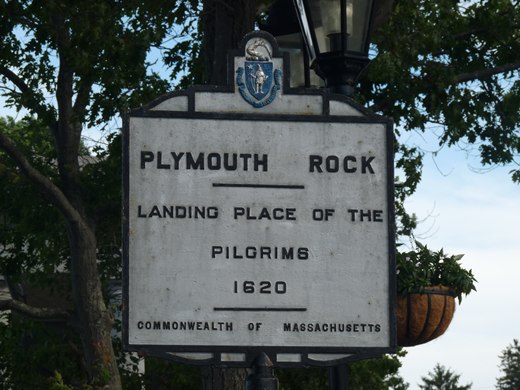 PLYMOUTH ROCK
LANDING PLACE OF THE
PILGRIMS
1620
COMMONWEALTH OF MASSACHUSETTS